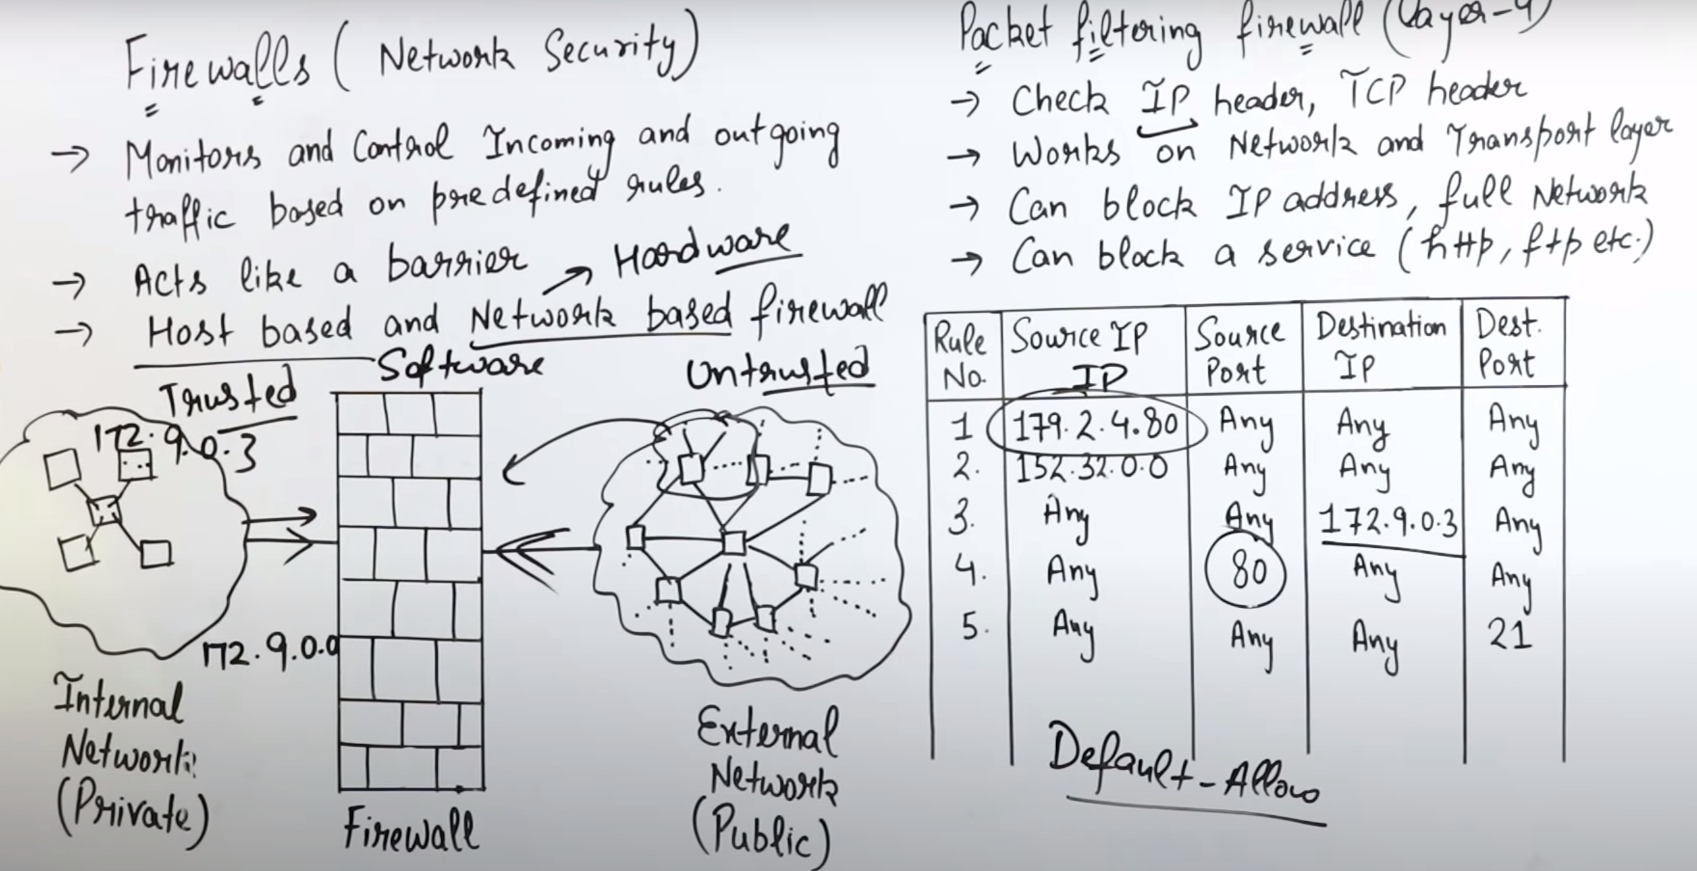 Firewalls ( Network Security)
→ Monitors and Control Incoming and outgoing
traffic based on predefined rules.
→ Acts like a barrier
→ Hardware
→ Host based and Network based firewall
Software
Trusted
Untrusted
172.9.0.3
172.9.0.0
Internal
Network
(Private)
Firewall
External
Network
(Public)
Packet filtering firewall (layer-4)
→ Check IP header, TCP header
→ Works on Network and Transport layer
→ Can block IP address, full Network
→ Can block a service (http, ftp etc.)
Rule No. Source IP IP Source Port Destination IP Dest. Port
1 179.2.4.80 Any Any Any
2. 152.32.0.0 Any Any Any
3. Any Any 172.9.0.3 Any
4. Any 80 Any Any
5. Any Any Any 21
Default-Allow